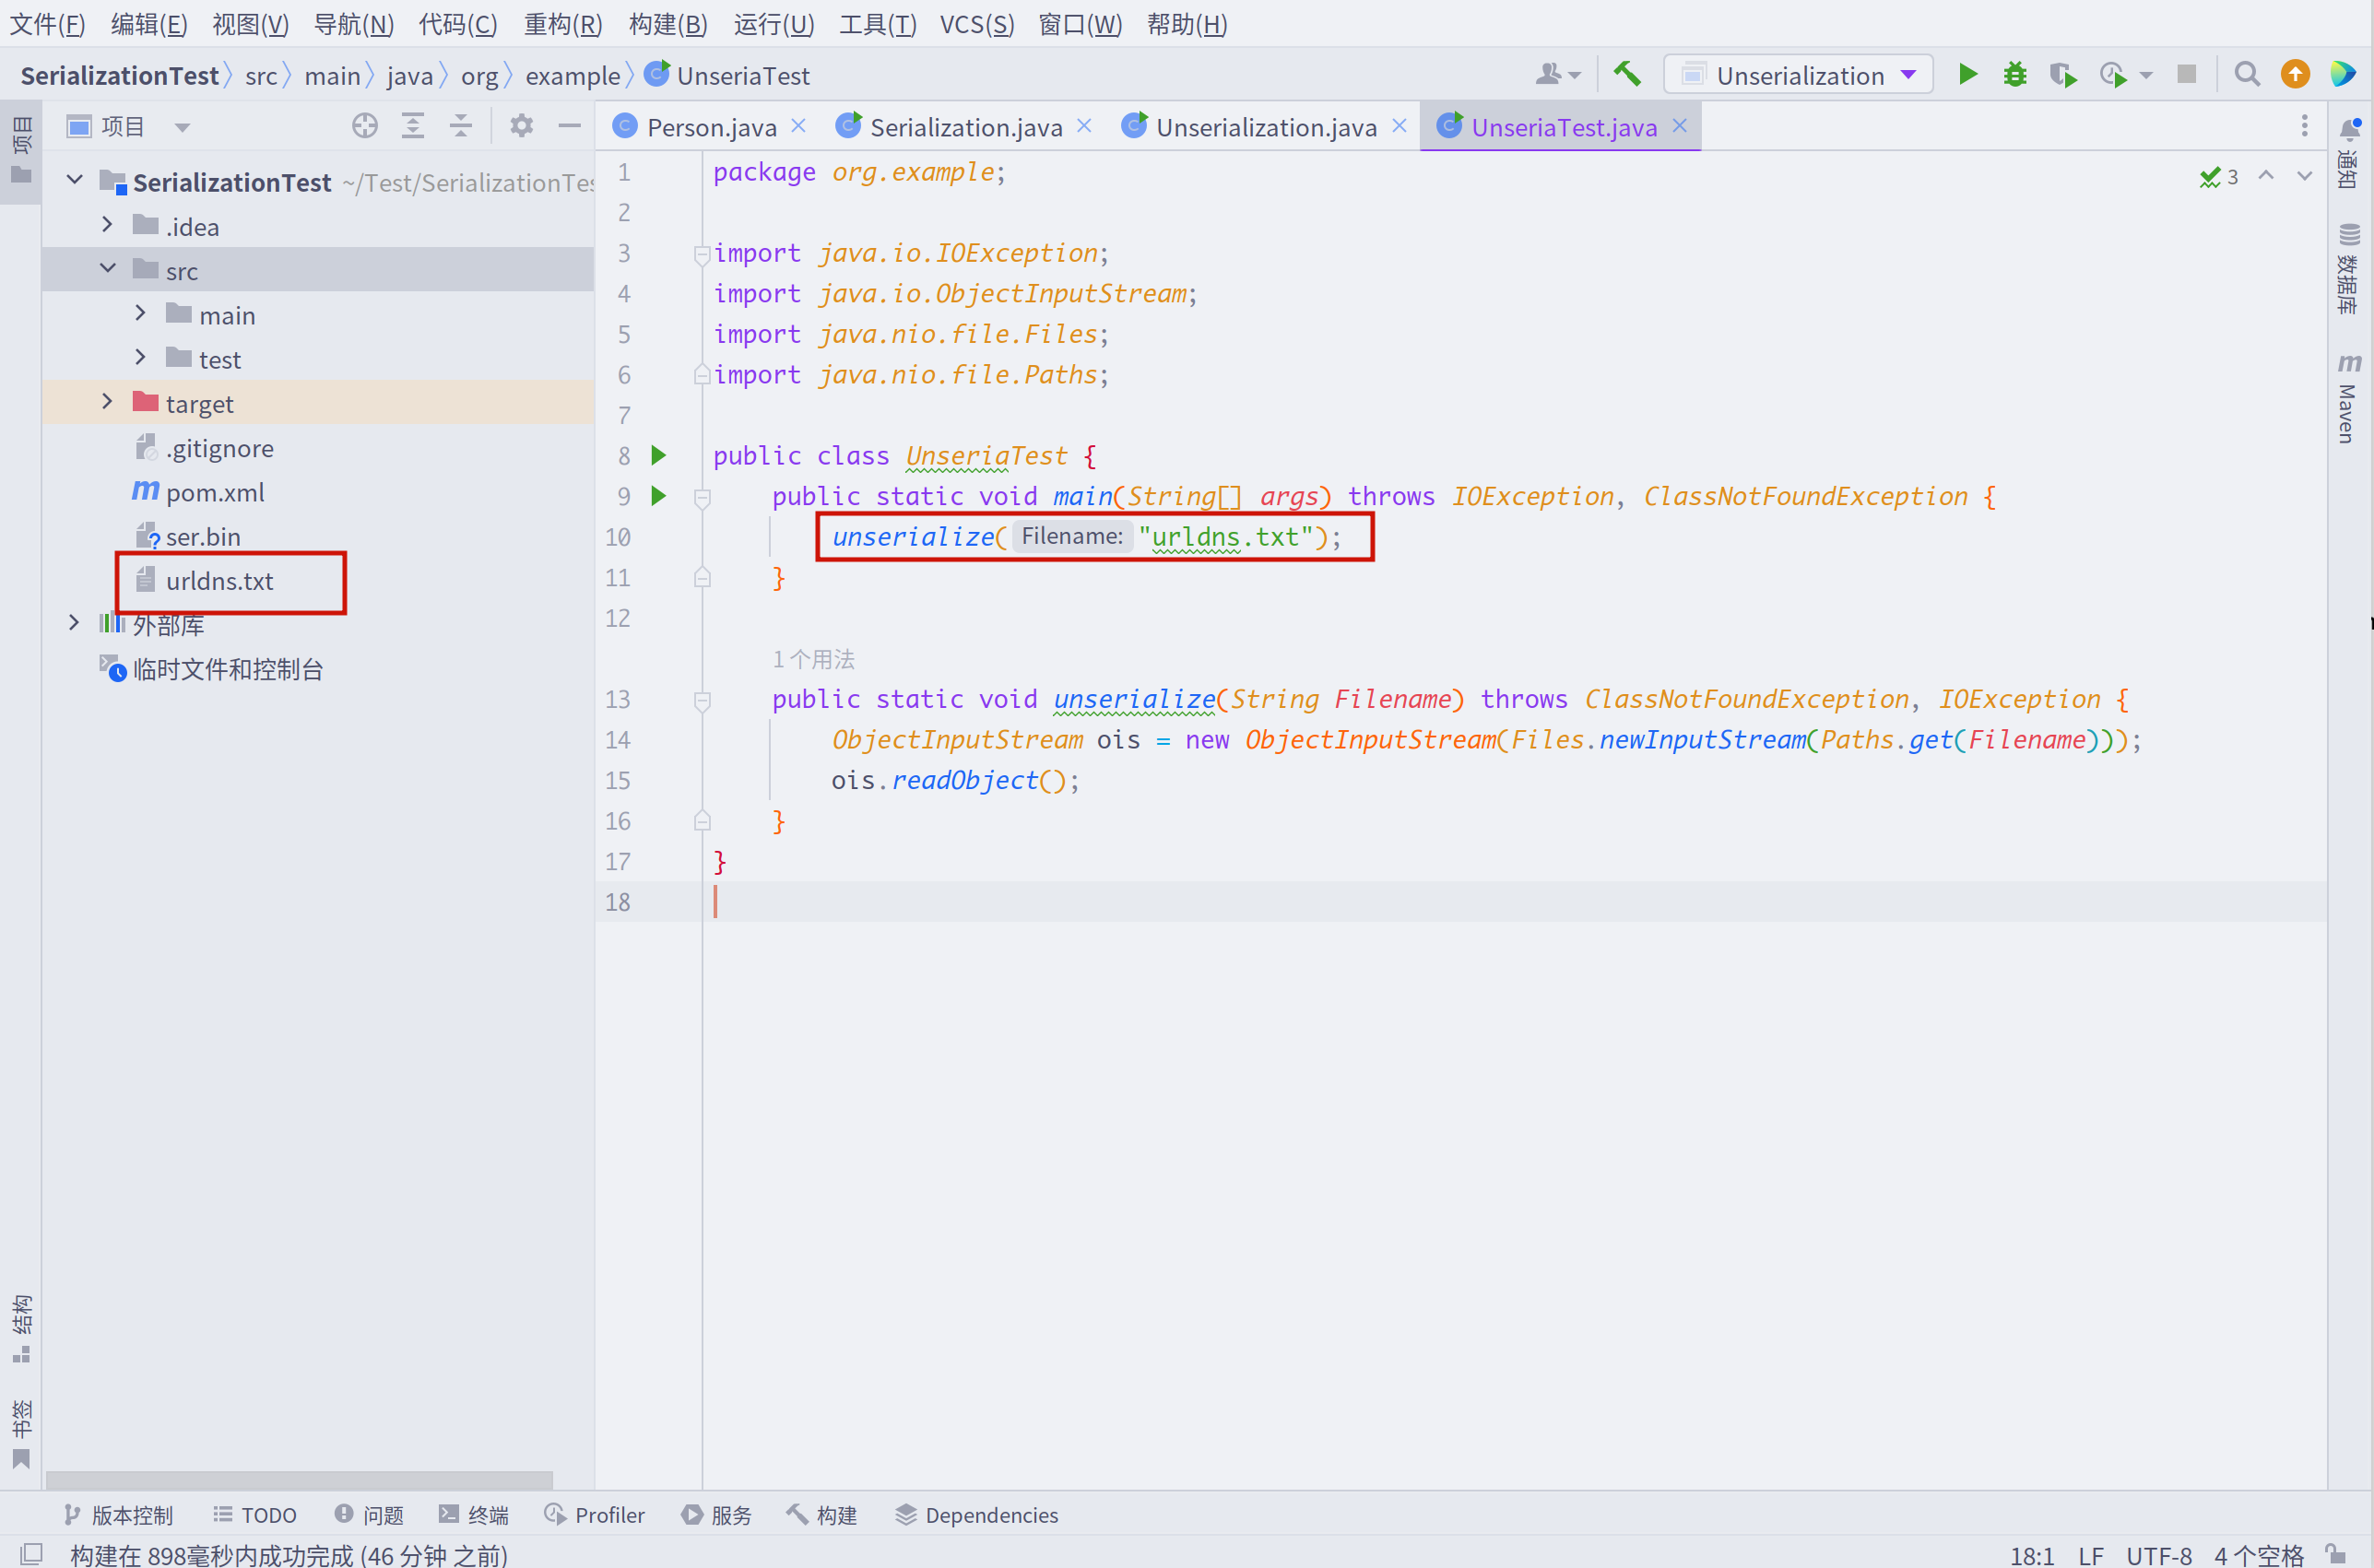 文件(F) 编辑(E) 视图(V) 导航(N) 代码(C) 重构(R) 构建(B) 运行(U) 工具(T) VCS(S) 窗口(W) 帮助(H)
SerializationTest src main java org example UnseriaTest Unserialization
项目
项目
Person.java Serialization.java Unserialization.java UnseriaTest.java
SerializationTest ~/Test/SerializationTes
.idea
src
main
test
target
.gitignore
pom.xml
ser.bin
urldns.txt
外部库
临时文件和控制台
1 package org.example;
2
3 import java.io.IOException;
4 import java.io.ObjectInputStream;
5 import java.nio.file.Files;
6 import java.nio.file.Paths;
7
8 public class UnseriaTest {
9 public static void main(String[] args) throws IOException, ClassNotFoundException {
10 unserialize( Filename: "urldns.txt");
11 }
12
1 个用法
13 public static void unserialize(String Filename) throws ClassNotFoundException, IOException {
14 ObjectInputStream ois = new ObjectInputStream(Files.newInputStream(Paths.get(Filename)));
15 ois.readObject();
16 }
17 }
18
3
通知
数据库
Maven
结构
书签
版本控制 TODO 问题 终端 Profiler 服务 构建 Dependencies
构建在 898毫秒内成功完成 (46 分钟 之前) 18:1 LF UTF-8 4 个空格